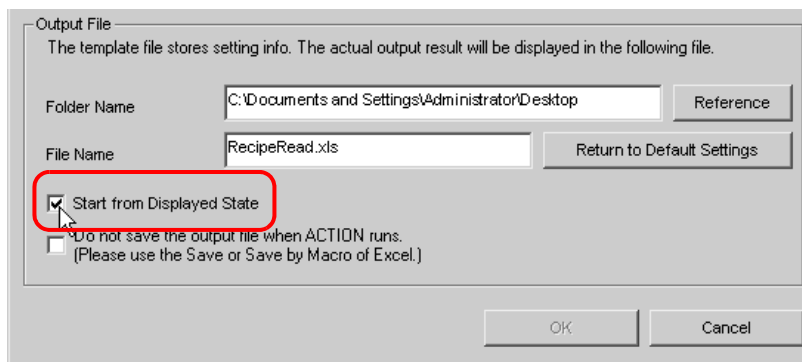 Output File
The template file stores setting info. The actual output result will be displayed in the following file.
Folder Name
C:\Documents and Settings\Administrator\Desktop
Reference
File Name
RecipeRead.xls
Return to Default Settings
Start from Displayed State
Do not save the output file when ACTION runs.
(Please use the Save or Save by Macro of Excel.)
OK
Cancel